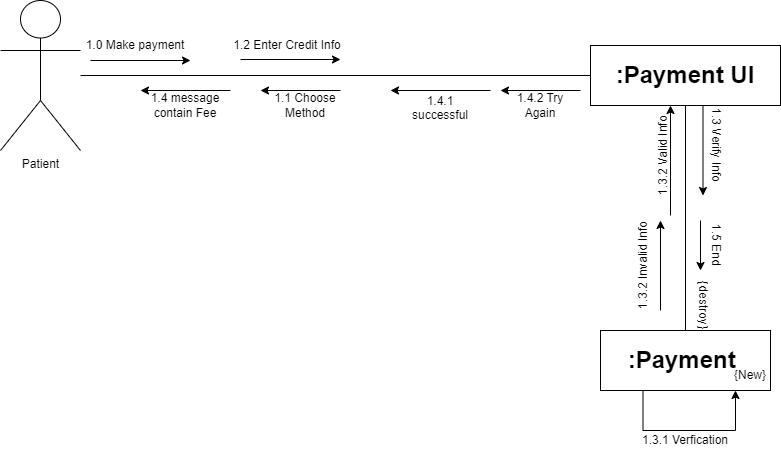 1.0 Make payment
1.2 Enter Credit Info
:Payment UI
1.4 message
contain Fee
1.1 Choose
Method
1.4.1
successful
1.4.2 Try
Again
Patient
1.3.2 Valid Info
1.3 Verify Info
1.3.2 Invalid Info
1.5 End
{destroy}
:Payment
{New}
1.3.1 Verfication